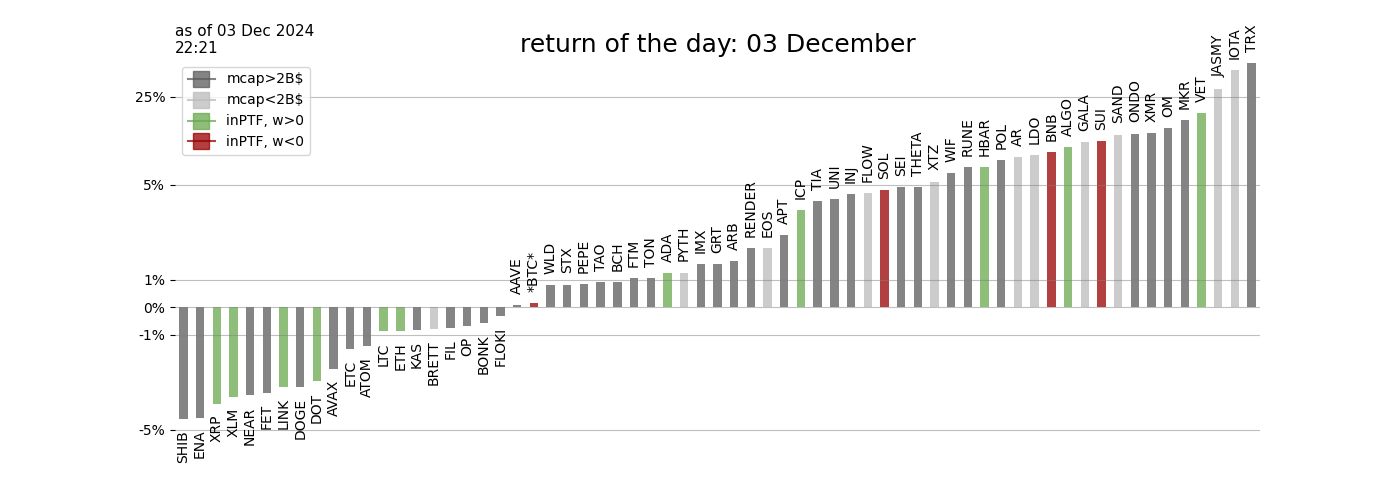 as of 03 Dec 2024
22:21
return of the day: 03 December
mcap>2B$
mcap<2B$
inPTF, w>0
inPTF, w<0
25%
5%
1%
0%
-1%
-5%
SHIB
ENA
XRP
XLM
NEAR
FET
LINK
DOGE
DOT
AVAX
ETC
ATOM
LTC
ETH
KAS
BRETT
FIL
OP
BONK
FLOKI
AAVE
*BTC*
WLD
STX
PEPE
TAO
BCH
FTM
TON
ADA
PYTH
IMX
GRT
ARB
RENDER
EOS
APT
ICP
TIA
UNI
INJ
FLOW
SOL
SEI
THETA
XTZ
WIF
RUNE
HBAR
POL
AR
LDO
BNB
ALGO
GALA
SUI
SAND
ONDO
XMR
OM
MKR
VET
JASMY
IOTA
TRX